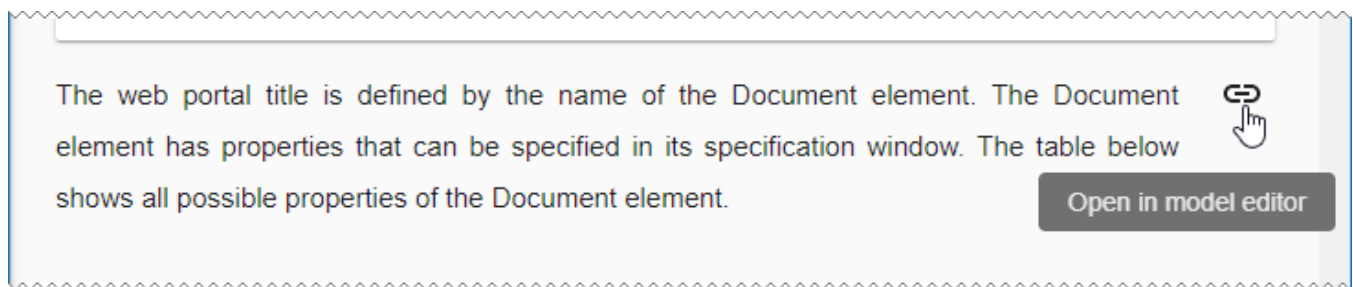 The web portal title is defined by the name of the Document element. The Document
element has properties that can be specified in its specification window. The table below
shows all possible properties of the Document element.
Open in model editor